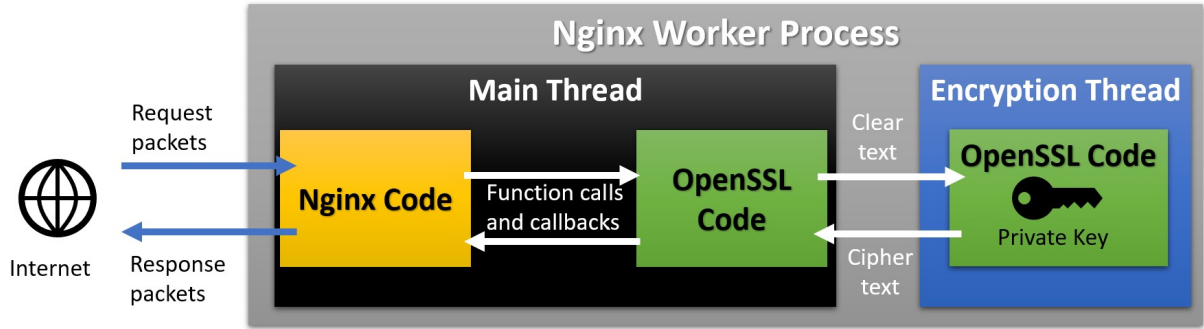 Nginx Worker Process
Main Thread
Encryption Thread
Request
packets
Nginx Code
Function calls
and callbacks
OpenSSL
Code
Clear
text
OpenSSL Code
Private Key
Cipher
text
Internet
Response
packets